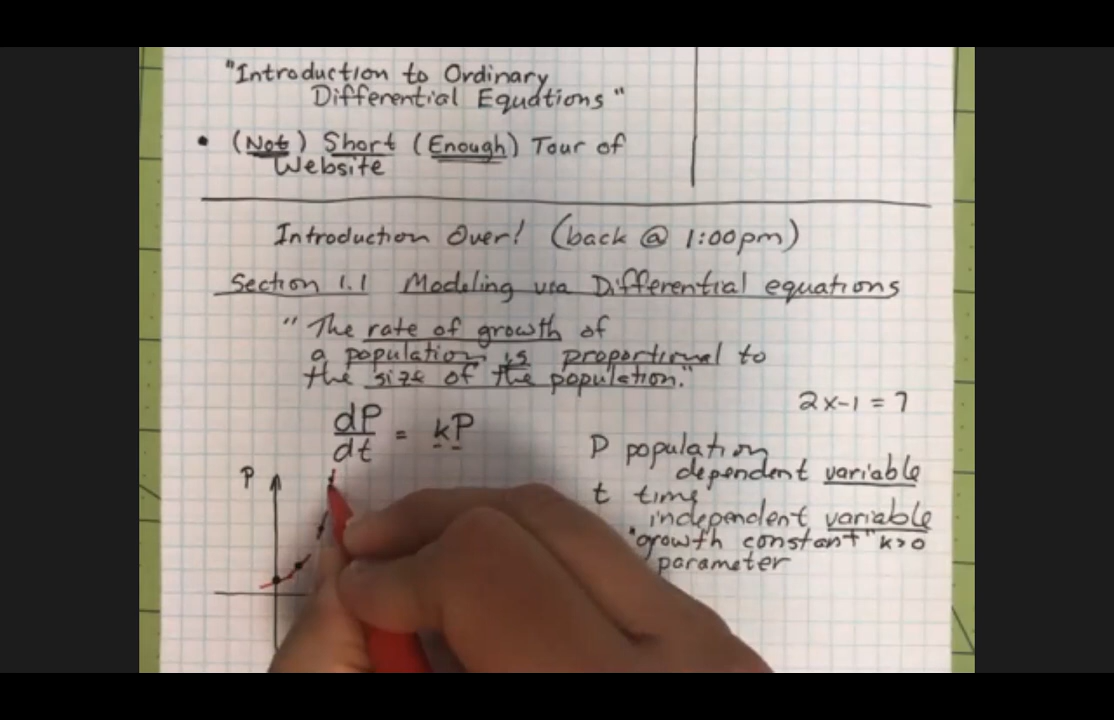 "Introduction to Ordinary
Differential Equations"
• (Not) Short (Enough) Tour of
Website
Introduction Over! (back @ 1:00pm)
Section 1.1 Modeling via Differential equations
"The rate of growth of
a population is proportional to
the size of the population."
2x-1 = 7
dP/dt = kP
P population
dependent variable
t time
independent variable
"growth constant" k>0
parameter
P